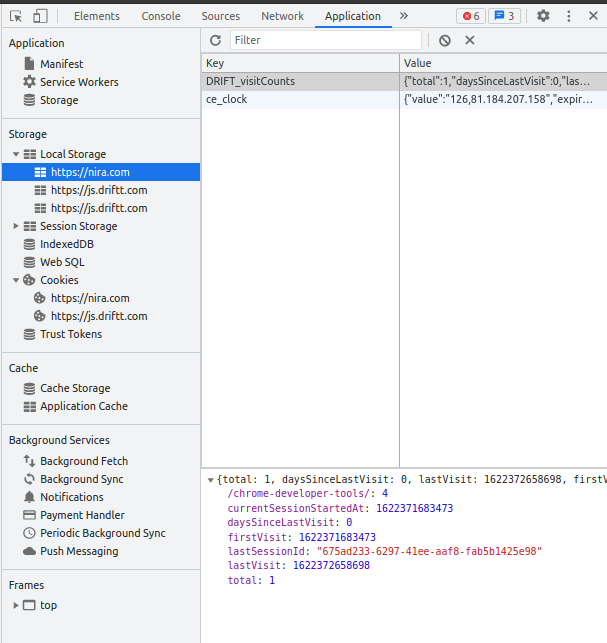 Elements Console Sources Network Application » 6 3
Application
Manifest
Service Workers
Storage
Storage
Local Storage
https://nira.com
https://js.driftt.com
https://js.driftt.com
Session Storage
IndexedDB
Web SQL
Cookies
https://nira.com
https://js.driftt.com
Trust Tokens
Cache
Cache Storage
Application Cache
Background Services
Background Fetch
Background Sync
Notifications
Payment Handler
Periodic Background Sync
Push Messaging
Frames
top
Filter
Key Value
DRIFT_visitCounts {"total":1,"daysSinceLastVisit":0,"las...
ce_clock {"value":"126,81.184.207.158","expir...
{total: 1, daysSinceLastVisit: 0, lastVisit: 1622372658698, firstV
/chrome-developer-tools/: 4
currentSessionStartedAt: 1622371683473
daysSinceLastVisit: 0
firstVisit: 1622371683473
lastSessionId: "675ad233-6297-41ee-aaf8-fab5b1425e98"
lastVisit: 1622372658698
total: 1